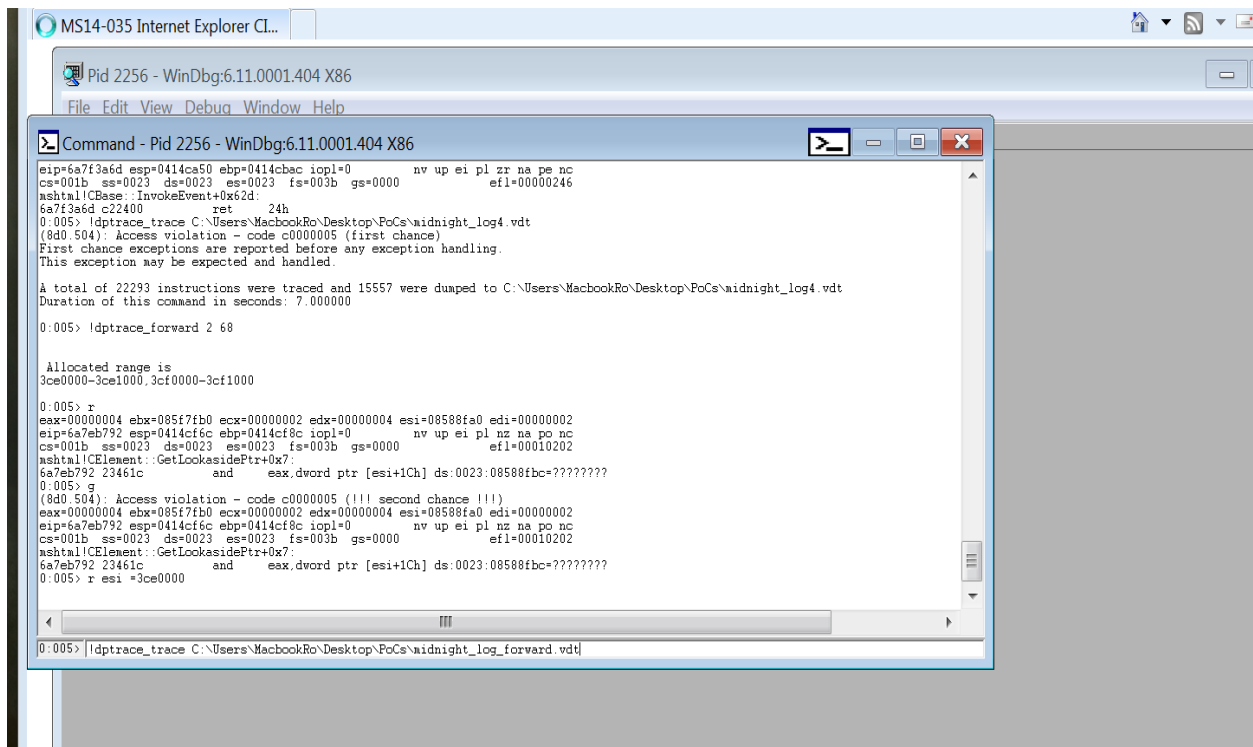 MS14-035 Internet Explorer CI...
Pid 2256 - WinDbg:6.11.0001.404 X86
File Edit View Debug Window Help
Command - Pid 2256 - WinDbg:6.11.0001.404 X86
eip=6a7f3a6d esp=0414ca50 ebp=0414cbac iopl=0 nv up ei pl zr na pe nc
cs=001b ss=0023 ds=0023 es=0023 fs=003b gs=0000 efl=00000246
mshtml!CBase::InvokeEvent+0x62d:
6a7f3a6d c22400 ret 24h
0:005> !dptrace_trace C:\Users\MacbookRo\Desktop\PoCs\midnight_log4.vdt
(8d0.504): Access violation - code c0000005 (first chance)
First chance exceptions are reported before any exception handling.
This exception may be expected and handled.
A total of 22293 instructions were traced and 15557 were dumped to C:\Users\MacbookRo\Desktop\PoCs\midnight_log4.vdt
Duration of this command in seconds: 7.000000
0:005> !dptrace_forward 2 68
Allocated range is
3ce0000-3ce1000,3cf0000-3cf1000
0:005> r
eax=00000004 ebx=085f7fb0 ecx=00000002 edx=00000004 esi=08588fa0 edi=00000002
eip=6a7eb792 esp=0414cf6c ebp=0414cf8c iopl=0 nv up ei pl nz na po nc
cs=001b ss=0023 ds=0023 es=0023 fs=003b gs=0000 efl=00010202
mshtml!CElement::GetLookasidePtr+0x7:
6a7eb792 23461c and eax,dword ptr [esi+1Ch] ds:0023:08588fbc=????????
0:005> g
(8d0.504): Access violation - code c0000005 (!!! second chance !!!)
eax=00000004 ebx=085f7fb0 ecx=00000002 edx=00000004 esi=08588fa0 edi=00000002
eip=6a7eb792 esp=0414cf6c ebp=0414cf8c iopl=0 nv up ei pl nz na po nc
cs=001b ss=0023 ds=0023 es=0023 fs=003b gs=0000 efl=00010202
mshtml!CElement::GetLookasidePtr+0x7:
6a7eb792 23461c and eax,dword ptr [esi+1Ch] ds:0023:08588fbc=????????
0:005> r esi =3ce0000
0:005> !dptrace_trace C:\Users\MacbookRo\Desktop\PoCs\midnight_log_forward.vdt